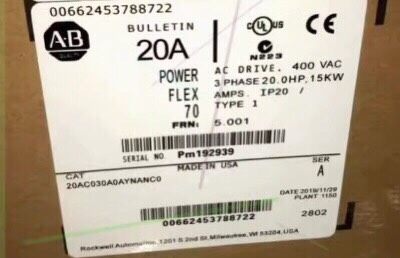 00662453788722
A-B
BULLETIN
20A
c UL US
N223
POWER
FLEX
70
AC DRIVE, 400 VAC
3 PHASE 20.0HP, 15KW
AMPS. IP20 /
TYPE 1
FRN: 5.001
SERIAL NO. Pm192939
MADE IN USA
CAT
20AC030A0AYNANC0
SER
A
DATE 2019/11/29
PLANT 1150
00662453788722
2802
Rockwell Automation, 1201 S 2nd St, Milwaukee, WI 53204, USA